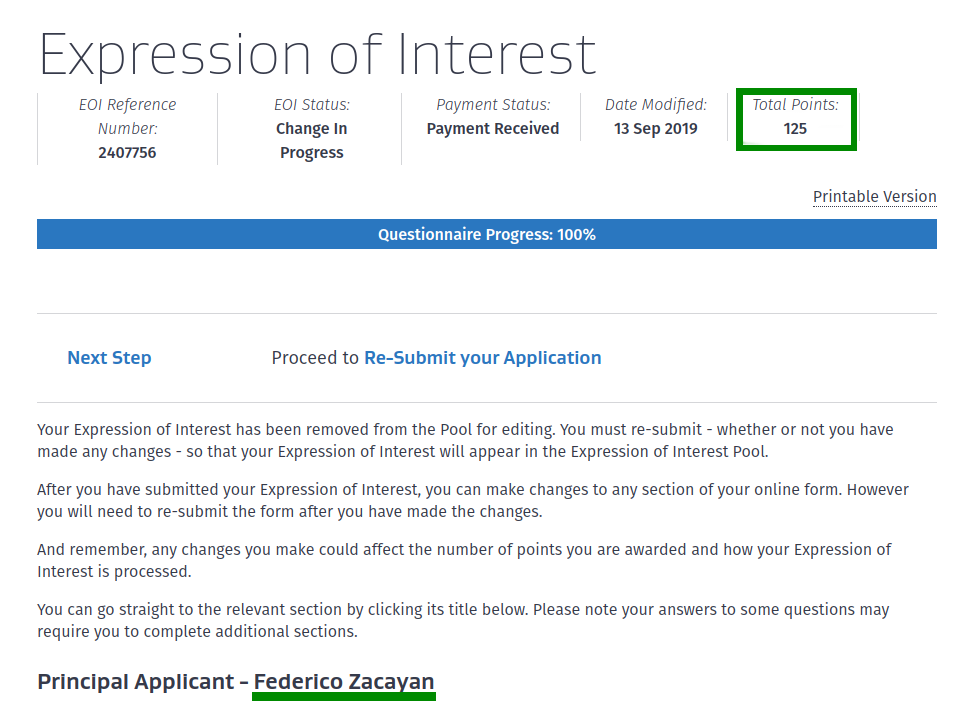 Expression of Interest
EOI Reference
Number:
2407756
EOI Status:
Change In
Progress
Payment Status:
Payment Received
Date Modified:
13 Sep 2019
Total Points:
125
Printable Version
Questionnaire Progress: 100%
Next Step
Proceed to Re-Submit your Application
Your Expression of Interest has been removed from the Pool for editing. You must re-submit - whether or not you have
made any changes - so that your Expression of Interest will appear in the Expression of Interest Pool.
After you have submitted your Expression of Interest, you can make changes to any section of your online form. However
you will need to re-submit the form after you have made the changes.
And remember, any changes you make could affect the number of points you are awarded and how your Expression of
Interest is processed.
You can go straight to the relevant section by clicking its title below. Please note your answers to some questions may
require you to complete additional sections.
Principal Applicant - Federico Zacayan